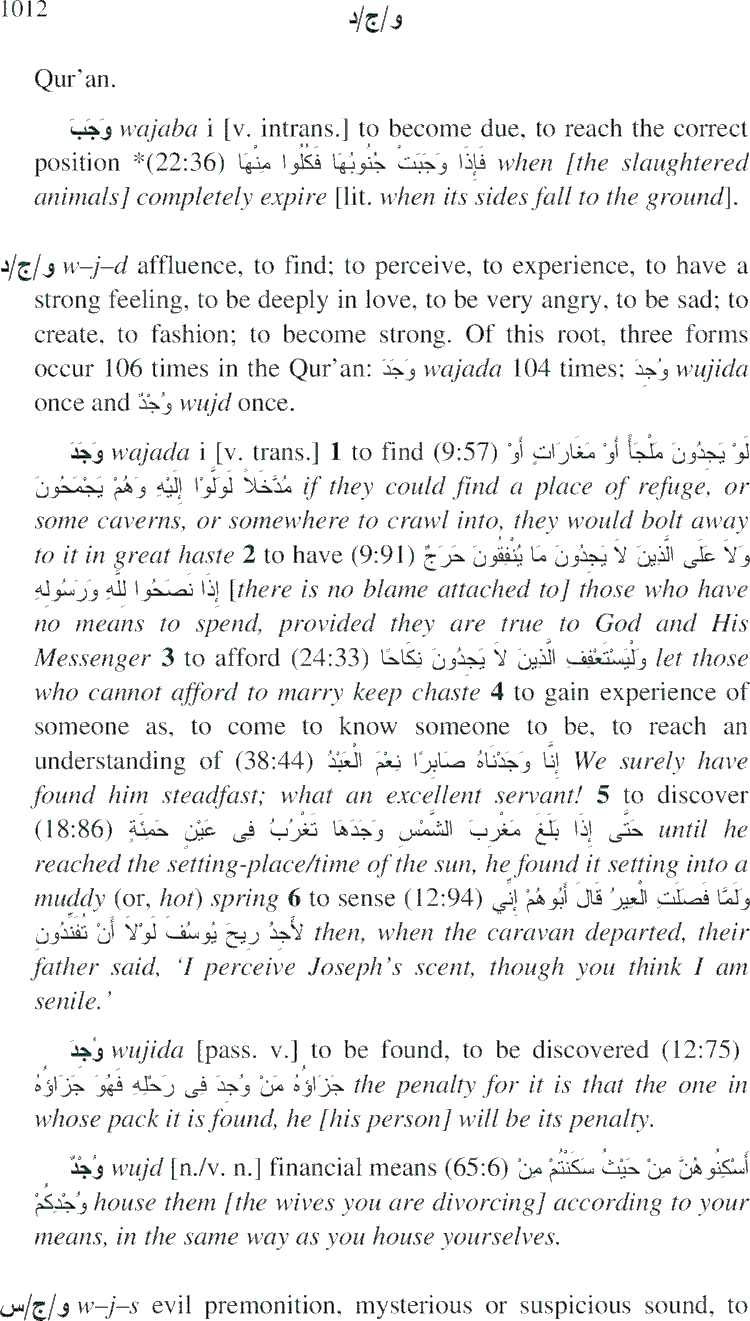 1012 و/ج/د
Qur’an.
وَجَبَ wajaba i [v. intrans.] to become due, to reach the correct
position *(22:36) فَإِذَا وَجَبَتْ جُنُوبُهَا فَكُلُوا مِنْهَا when [the slaughtered
animals] completely expire [lit. when its sides fall to the ground].
و/ج/د w–j–d affluence, to find; to perceive, to experience, to have a
strong feeling, to be deeply in love, to be very angry, to be sad; to
create, to fashion; to become strong. Of this root, three forms
occur 106 times in the Qur’an: وَجَدَ wajada 104 times; وُجِدَ wujida
once and وُجْدٌ wujd once.
وَجَدَ wajada i [v. trans.] 1 to find (9:57) لَوْ يَجِدُونَ مَلْجَأً أَوْ مَغَارَاتٍ أَوْ
مُدَّخَلاً لَوَلَّوْا إِلَيْهِ وَهُمْ يَجْمَحُونَ if they could find a place of refuge, or
some caverns, or somewhere to crawl into, they would bolt away
to it in great haste 2 to have (9:91) وَلاَ عَلَى الَّذِينَ لاَ يَجِدُونَ مَا يُنْفِقُونَ حَرَجٌ
إِذَا نَصَحُوا لِلَّهِ وَرَسُولِهِ [there is no blame attached to] those who have
no means to spend, provided they are true to God and His
Messenger 3 to afford (24:33) وَلْيَسْتَعْفِفِ الَّذِينَ لاَ يَجِدُونَ نِكَاحًا let those
who cannot afford to marry keep chaste 4 to gain experience of
someone as, to come to know someone to be, to reach an
understanding of (38:44) إِنَّا وَجَدْنَاهُ صَابِرًا نِعْمَ الْعَبْدُ We surely have
found him steadfast; what an excellent servant! 5 to discover
(18:86) حَتَّى إِذَا بَلَغَ مَغْرِبَ الشَّمْسِ وَجَدَهَا تَغْرُبُ فِى عَيْنٍ حَمِئَةٍ until he
reached the setting-place/time of the sun, he found it setting into a
muddy (or, hot) spring 6 to sense (12:94) وَلَمَّا فَصَلَتِ الْعِيرُ قَالَ أَبُوهُمْ إِنِّي
لأَجِدُ رِيحَ يُوسُفَ لَوْلاَ أَنْ تُفَنِّدُونِ then, when the caravan departed, their
father said, ‘I perceive Joseph’s scent, though you think I am
senile.’
وُجِدَ wujida [pass. v.] to be found, to be discovered (12:75)
جَزَاؤُهُ مَنْ وُجِدَ فِى رَحْلِهِ فَهُوَ جَزَاؤُهُ the penalty for it is that the one in
whose pack it is found, he [his person] will be its penalty.
وُجْدٌ wujd [n./v. n.] financial means (65:6) أَسْكِنُوهُنَّ مِنْ حَيْثُ سَكَنْتُمْ مِنْ
وُجْدِكُمْ house them [the wives you are divorcing] according to your
means, in the same way as you house yourselves.
و/ج/س w–j–s evil premonition, mysterious or suspicious sound, to